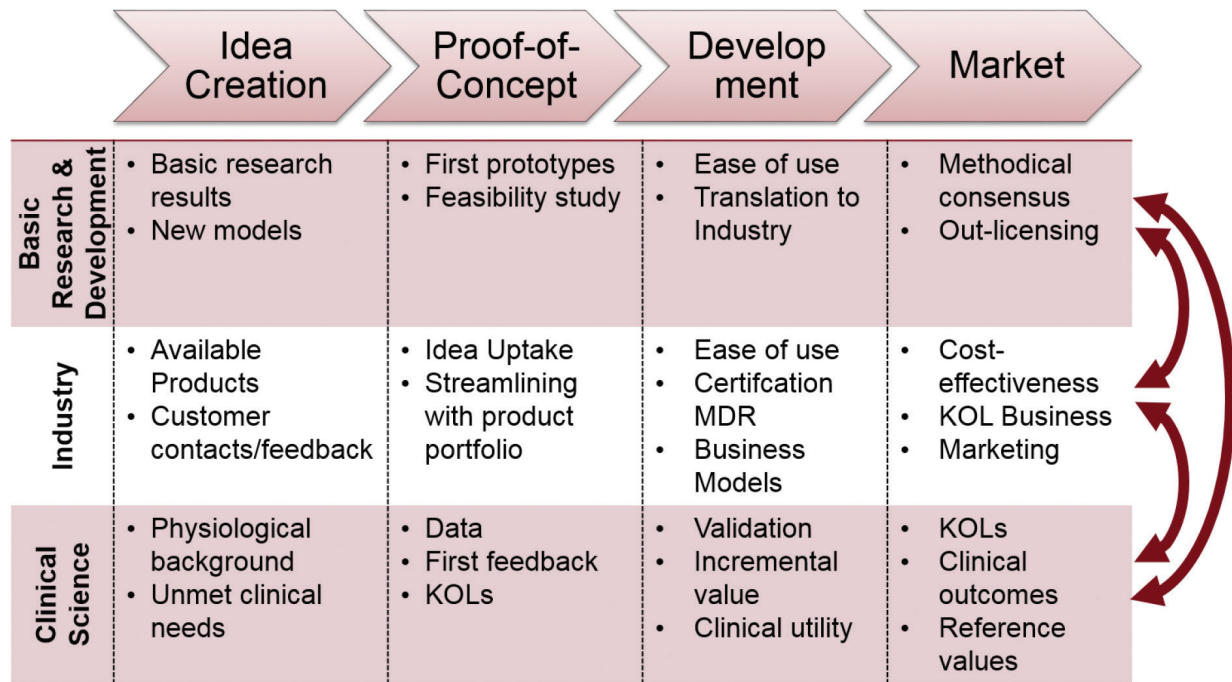 Idea
Creation
Proof-of-
Concept
Develop
ment
Market
Basic
Research &
Development
• Basic research
results
• New models
• First prototypes
• Feasibility study
• Ease of use
• Translation to
Industry
• Methodical
consensus
• Out-licensing
Industry
• Available
Products
• Customer
contacts/feedback
• Idea Uptake
• Streamlining
with product
portfolio
• Ease of use
• Certifcation
MDR
• Business
Models
• Cost-
effectiveness
• KOL Business
• Marketing
Clinical
Science
• Physiological
background
• Unmet clinical
needs
• Data
• First feedback
• KOLs
• Validation
• Incremental
value
• Clinical utility
• KOLs
• Clinical
outcomes
• Reference
values